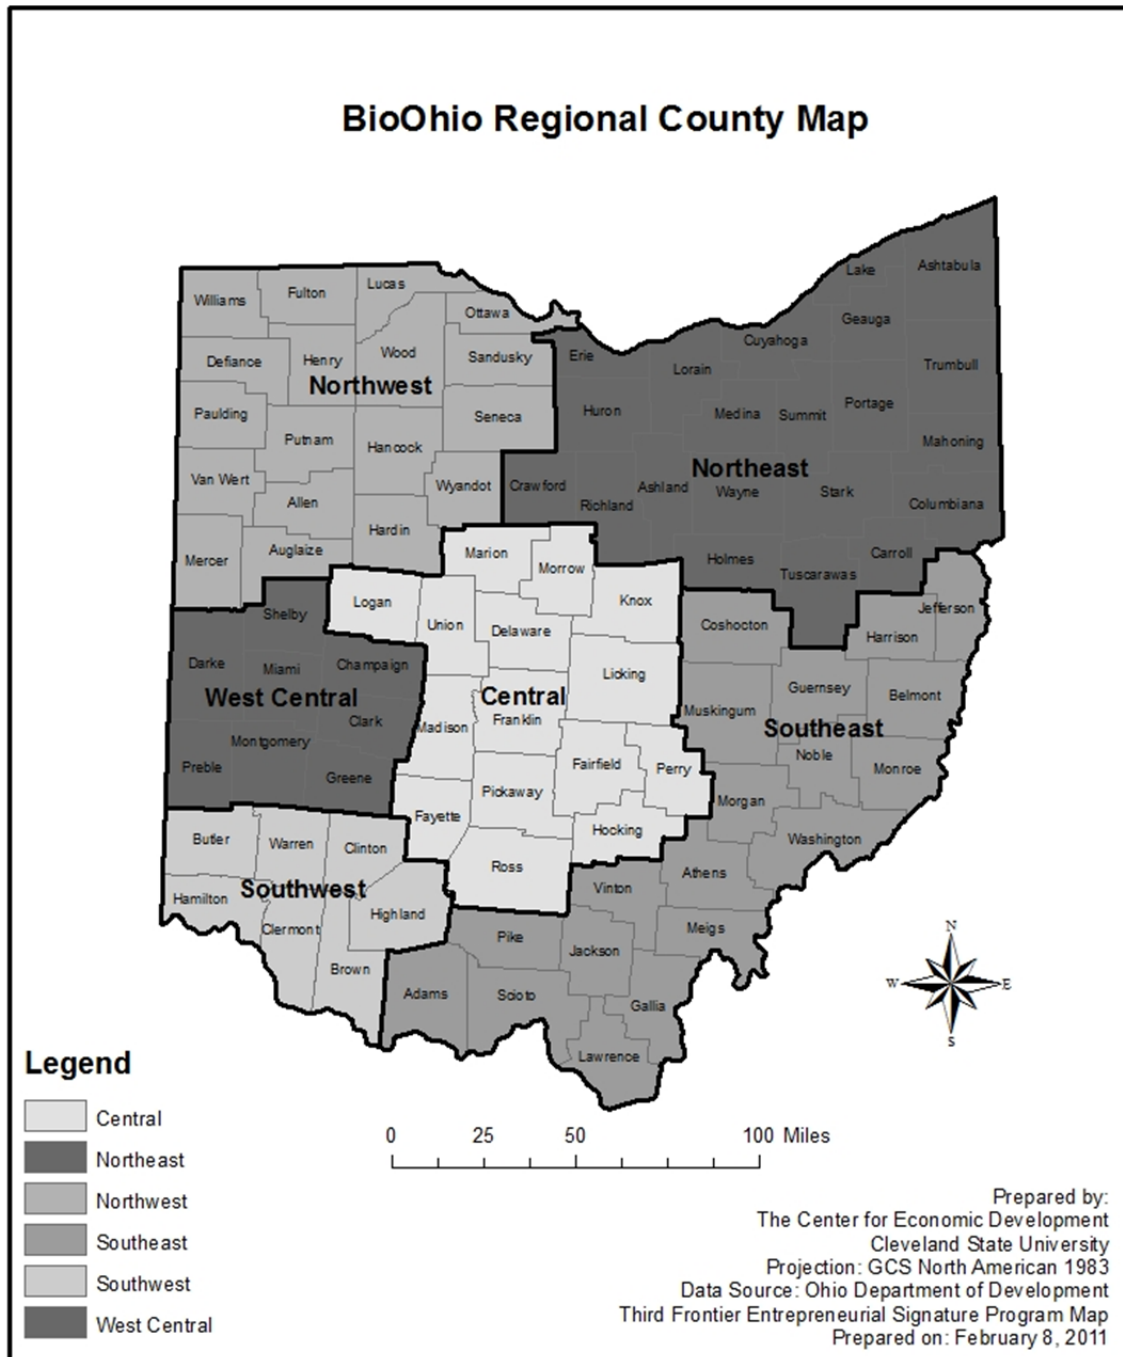 BioOhio Regional County Map
Lake
Ashtabula
Williams
Fulton
Lucas
Ottawa
Geauga
Cuyahoga
Defiance
Henry
Wood
Sandusky
Erie
Lorain
Trumbull
Northwest
Paulding
Putnam
Hancock
Seneca
Huron
Medina
Summit
Portage
Mahoning
Northeast
Van Wert
Allen
Wyandot
Crawford
Richland
Ashland
Wayne
Stark
Columbiana
Mercer
Auglaize
Hardin
Marion
Morrow
Holmes
Tuscarawas
Carroll
Shelby
Logan
Union
Delaware
Knox
Coshocton
Harrison
Jefferson
Darke
Miami
Champaign
Licking
Guernsey
Belmont
West Central
Central
Muskingum
Southeast
Clark
Madison
Franklin
Montgomery
Noble
Monroe
Preble
Greene
Fairfield
Perry
Pickaway
Fayette
Morgan
Hocking
Washington
Butler
Warren
Clinton
Ross
Athens
Southwest
Vinton
Hamilton
Highland
Clermont
Meigs
Pike
Jackson
Brown
Adams
Scioto
Gallia
Lawrence
N
W
E
S
Legend
Central
Northeast
Northwest
Southeast
Southwest
West Central
0 25 50 100 Miles
Prepared by:
The Center for Economic Development
Cleveland State University
Projection: GCS North American 1983
Data Source: Ohio Department of Development
Third Frontier Entrepreneurial Signature Program Map
Prepared on: February 8, 2011